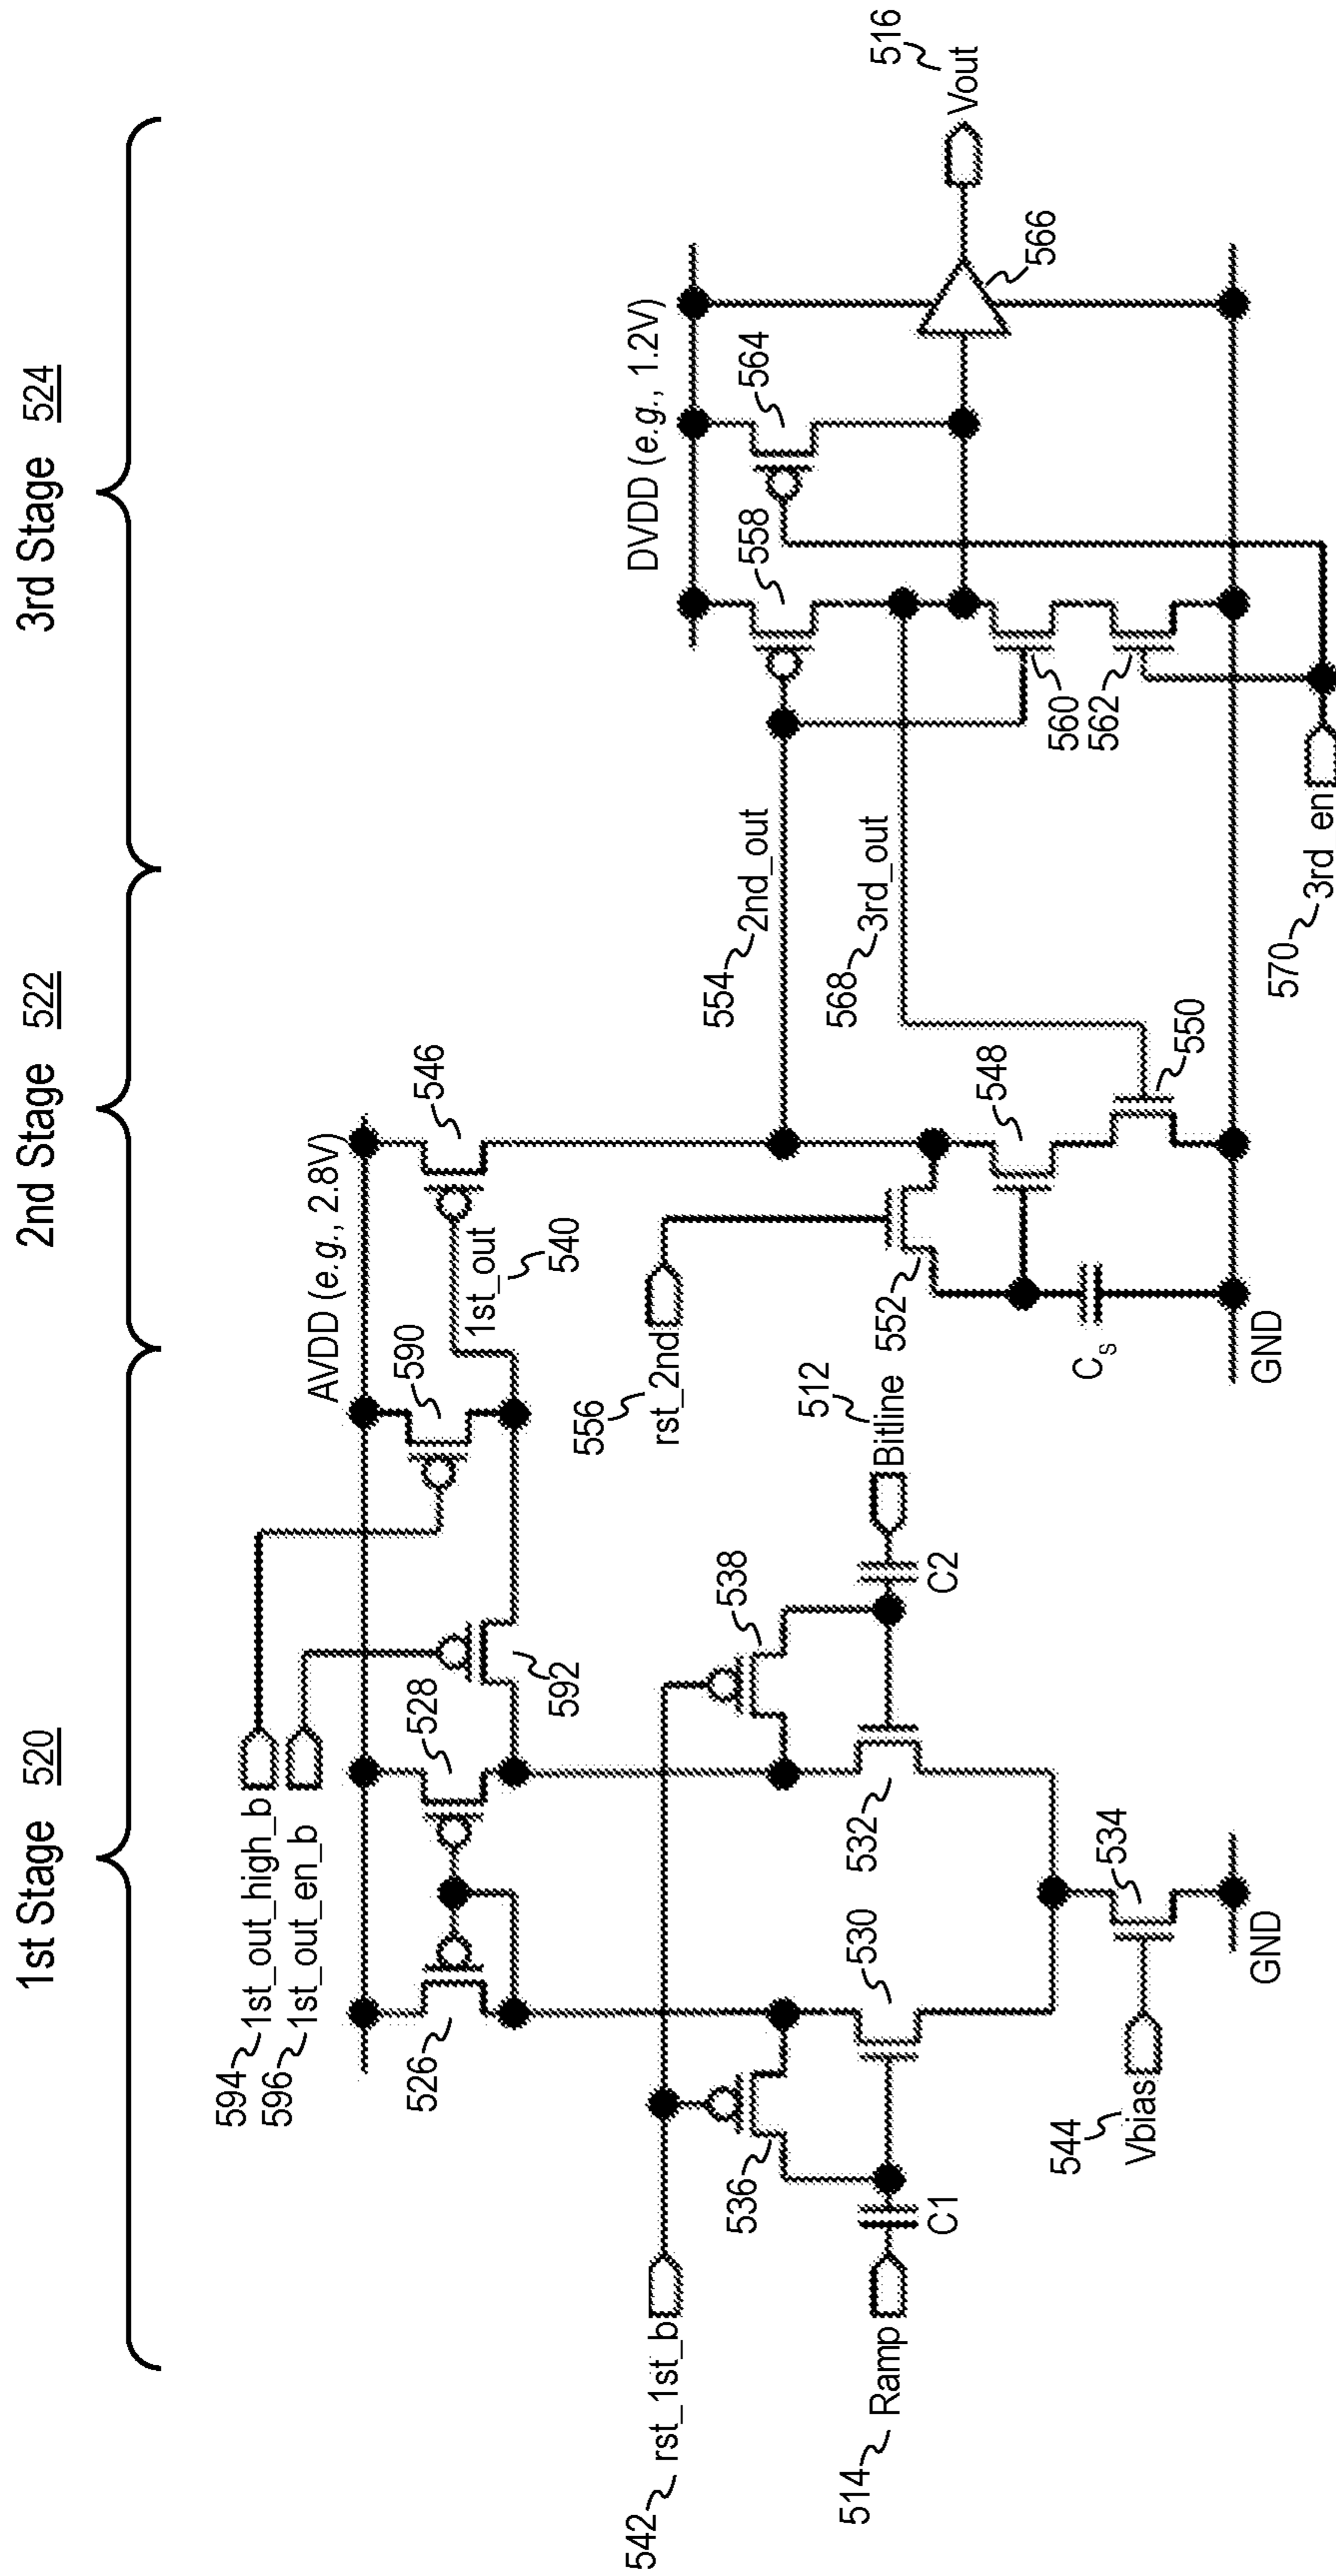 1st Stage 520
2nd Stage 522
3rd Stage 524
594 1st_out_high_b
596 1st_out_en_b
AVDD (e.g., 2.8V)
526
528
590
592
546
1st_out
540
542 rst_1st_b
536
538
514 Ramp
C1
530
532
C2
Bitline
512
544
Vbias
534
GND
556
rst_2nd
552
Cs
GND
548
550
554 2nd_out
568 3rd_out
DVDD (e.g., 1.2V)
558
564
560
562
570 3rd_en
566
Vout
516